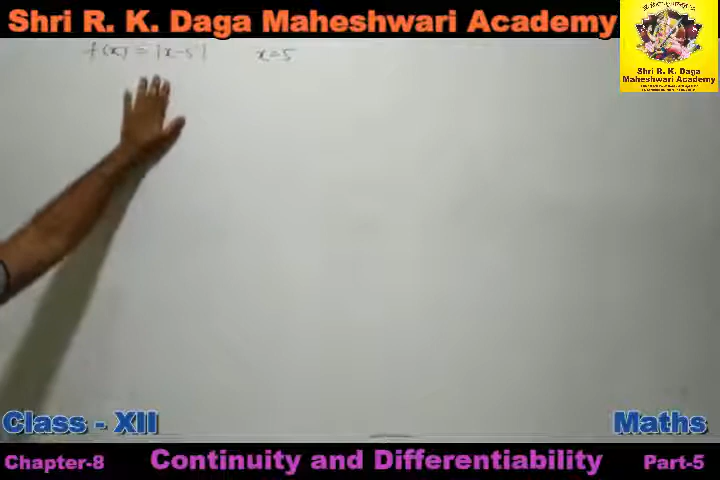 Shri R. K. Daga Maheshwari Academy
Shri R. K. Daga
Maheshwari Academy
f(x) = |x-5| x=5
Class - XII
Maths
Chapter-8 Continuity and Differentiability Part-5